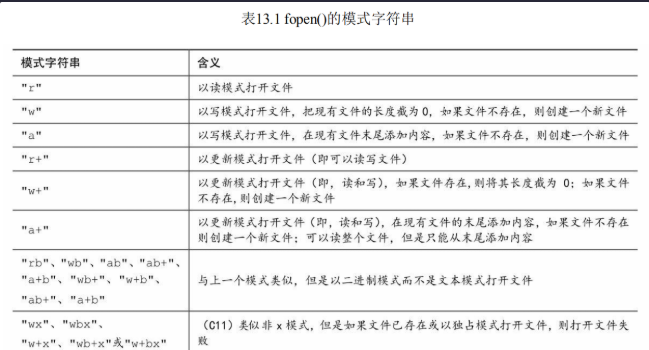 表13.1 fopen()的模式字符串
模式字符串 含义
"r" 以读模式打开文件
"w" 以写模式打开文件，把现有文件的长度截为0，如果文件不存在，则创建一个新文件
"a" 以写模式打开文件，在现有文件末尾添加内容，如果文件不存在，则创建一个新文件
"r+" 以更新模式打开文件（即可以读写文件）
"w+" 以更新模式打开文件（即，读和写），如果文件存在，则将其长度截为 0；如果文件
不存在，则创建一个新文件
"a+" 以更新模式打开文件（即，读和写），在现有文件的末尾添加内容，如果文件不存在
则创建一个新文件；可以读整个文件，但是只能从末尾添加内容
"rb"、"wb"、"ab"、"ab+"、
"a+b"、"wb+"、"w+b"、
"ab+"、"a+b"
与上一个模式类似，但是以二进制模式而不是文本模式打开文件
"wx"、"wbx"、
"w+x"、"wb+x"或"w+bx"
（C11）类似非 x 模式，但是如果文件已存在或以独占模式打开文件，则打开文件失
败